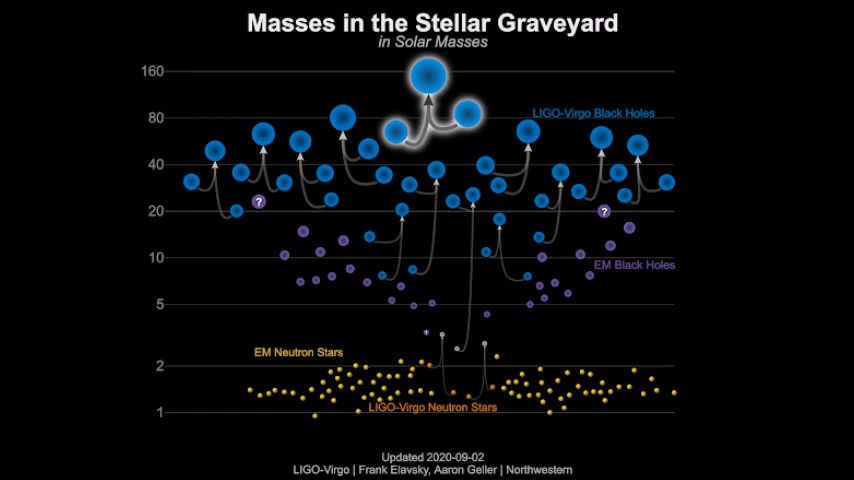 Masses in the Stellar Graveyard
in Solar Masses
160
LIGO-Virgo Black Holes
80
40
?
20
?
10
EM Black Holes
5
?
EM Neutron Stars
2
LIGO-Virgo Neutron Stars
1
Updated 2020-09-02
LIGO-Virgo | Frank Elavsky, Aaron Geller | Northwestern